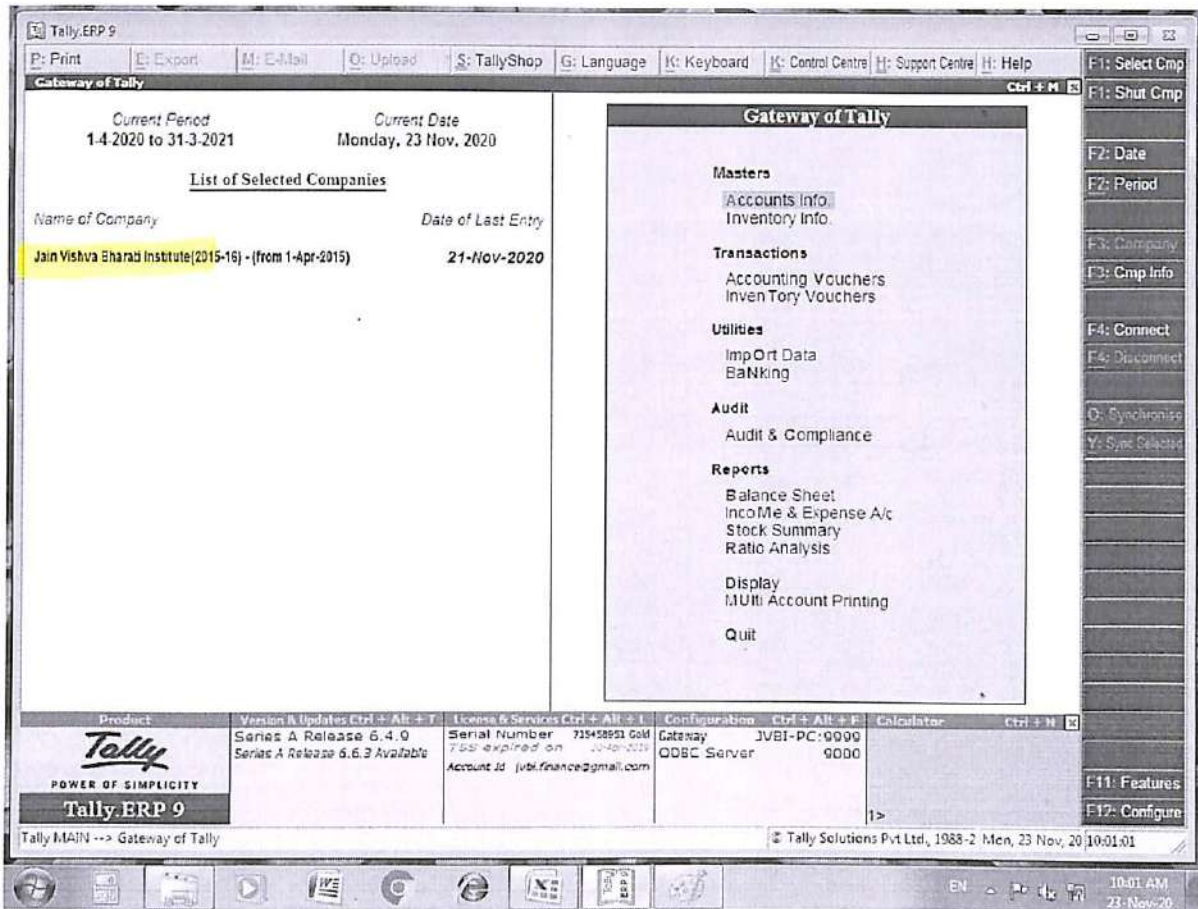 Tally.ERP 9
P: Print E: Export M: E-Mail O: Upload S: TallyShop G: Language K: Keyboard K: Control Centre H: Support Centre H: Help
Gateway of Tally Ctrl + M
Current Period Current Date
1-4-2020 to 31-3-2021 Monday, 23 Nov, 2020
List of Selected Companies
Name of Company Date of Last Entry
Jain Vishva Bharati Institute(2015-16) - (from 1-Apr-2015) 21-Nov-2020
Gateway of Tally
Masters
Accounts Info.
Inventory Info.
Transactions
Accounting Vouchers
InvenTory Vouchers
Utilities
ImpOrt Data
BaNking
Audit
Audit & Compliance
Reports
Balance Sheet
IncoMe & Expense A/c
Stock Summary
Ratio Analysis
Display
MUlti Account Printing
Quit
F1: Select Cmp
F1: Shut Cmp
F2: Date
F2: Period
F3: Company
F3: Cmp Info
F4: Connect
F4: Disconnect
O: Synchronise
Y: Sync Selected
F11: Features
F12: Configure
Product
Tally
POWER OF SIMPLICITY
Tally.ERP 9
Version & Updates Ctrl + Alt + T
Series A Release 6.4.9
Series A Release 6.6.3 Available
License & Services Ctrl + Alt + L
Serial Number 715458951 Gold
TSS expired on
Account Id jvbi.finance@gmail.com
Configuration Ctrl + Alt + F
Gateway JVBI-PC:9999
ODBC Server 9000
Calculator Ctrl + N
1>
Tally MAIN --> Gateway of Tally © Tally Solutions Pvt Ltd., 1988-2 Mon, 23 Nov, 20 10:01:01
EN 10:01 AM
23-Nov-20